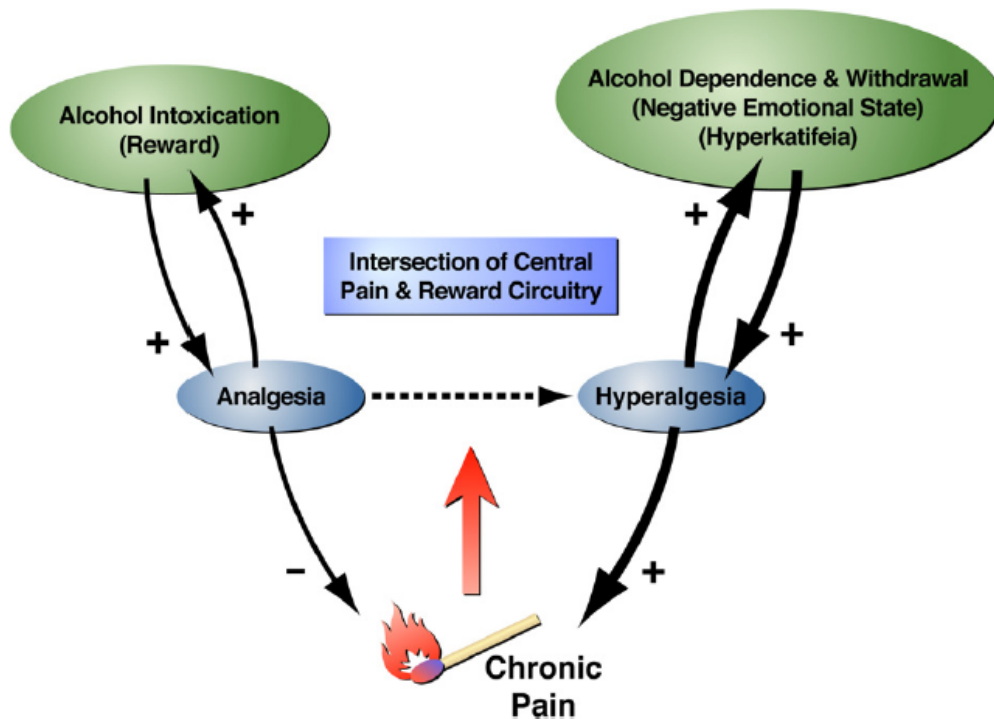 Alcohol Intoxication
(Reward)
Alcohol Dependence & Withdrawal
(Negative Emotional State)
(Hyperkatifeia)
+
+
Intersection of Central
Pain & Reward Circuitry
+
+
Analgesia
Hyperalgesia
–
+
Chronic
Pain